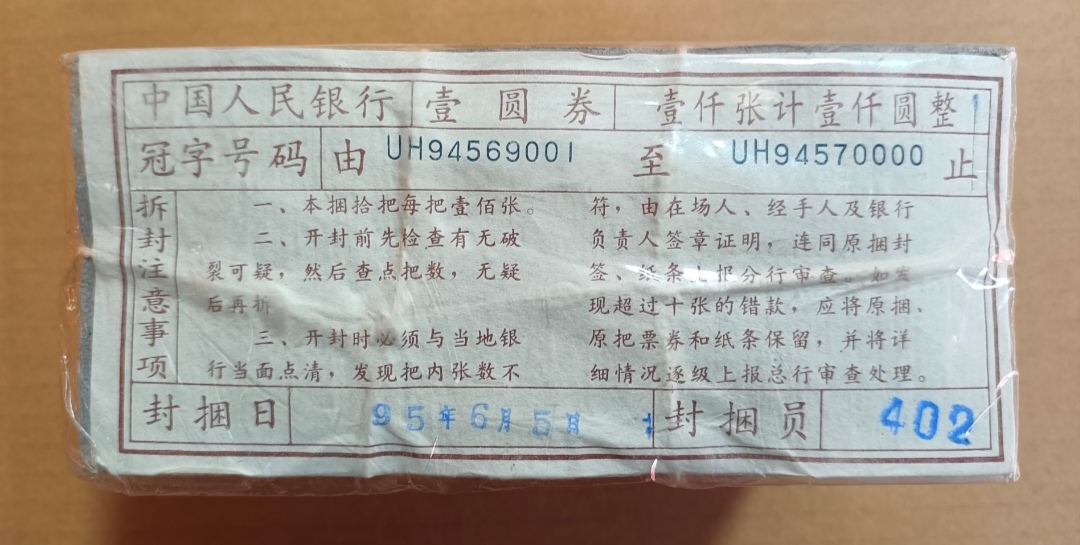 中国人民银行 壹圆券 壹仟张计壹仟圆整
冠字号码 由 UH94569001 至 UH94570000 止
拆封注意事项
一、本捆拾把每把壹佰张。
二、开封前先检查有无破
裂可疑，然后查点把数，无疑
后再拆
三、开封时必须与当地银
行当面点清，发现把内张数不
符，由在场人、经手人及银行
负责人签章证明，连同原捆封
签、纸条上报分行审查。如发
现超过十张的错款，应将原捆、
原把票券和纸条保留，并将详
细情况逐级上报总行审查处理。
封捆日 95年6月5日 封捆员 402